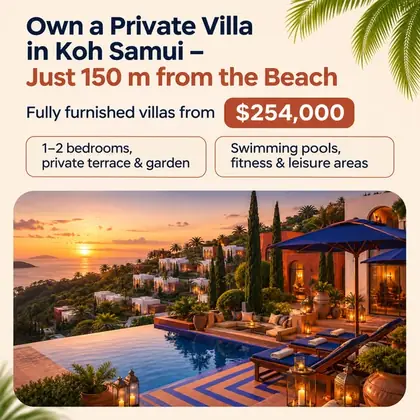 Own a Private Villa
in Koh Samui –
Just 150 m from the Beach
Fully furnished villas from $254,000
1–2 bedrooms,
private terrace & garden
Swimming pools,
fitness & leisure areas